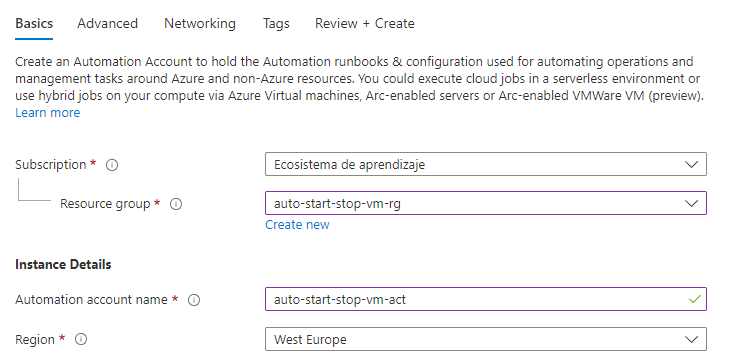 Basics Advanced Networking Tags Review + Create
Create an Automation Account to hold the Automation runbooks & configuration used for automating operations and
management tasks around Azure and non-Azure resources. You could execute cloud jobs in a serverless environment or
use hybrid jobs on your compute via Azure Virtual machines, Arc-enabled servers or Arc-enabled VMWare VM (preview).
Learn more
Subscription * Ecosistema de aprendizaje
Resource group * auto-start-stop-vm-rg
Create new
Instance Details
Automation account name * auto-start-stop-vm-act
Region * West Europe